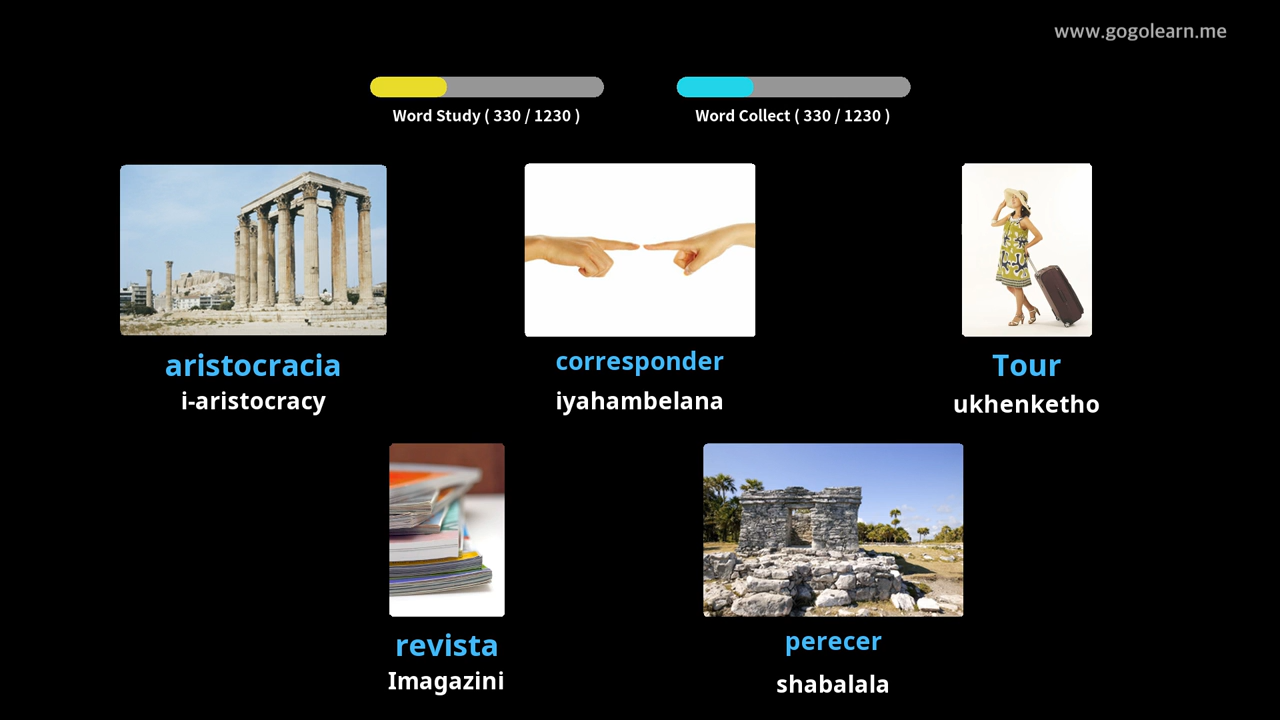 www.gogolearn.me
Word Study ( 330 / 1230 )
Word Collect ( 330 / 1230 )
aristocracia
i-aristocracy
corresponder
iyahambelana
Tour
ukhenketho
revista
Imagazini
perecer
shabalala